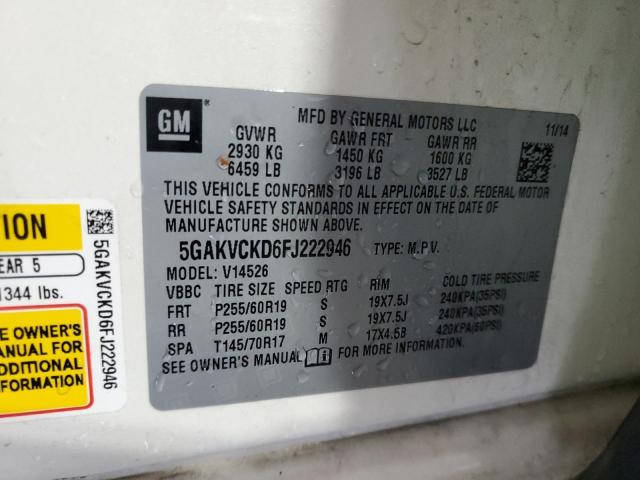 GM
MFD BY GENERAL MOTORS LLC
11/14
GVWR GAWR FRT GAWR RR
2930 KG 1450 KG 1600 KG
6459 LB 3196 LB 3527 LB
THIS VEHICLE CONFORMS TO ALL APPLICABLE U.S. FEDERAL MOTOR
VEHICLE SAFETY STANDARDS IN EFFECT ON THE DATE OF
MANUFACTURE SHOWN ABOVE.
5GAKVCKD6FJ222946 TYPE: M.P.V.
MODEL: V14526
VBBC TIRE SIZE SPEED RTG RIM COLD TIRE PRESSURE
FRT P255/60R19 S 19X7.5J 240KPA(35PSI)
RR P255/60R19 S 19X7.5J 240KPA(35PSI)
SPA T145/70R17 M 17X4.5B 420KPA(60PSI)
SEE OWNER'S MANUAL FOR MORE INFORMATION.
TION
EAR 5
1344 lbs.
EE OWNER'S
ANUAL FOR
ADDITIONAL
FORMATION
5GAKVCKD6FJ222946